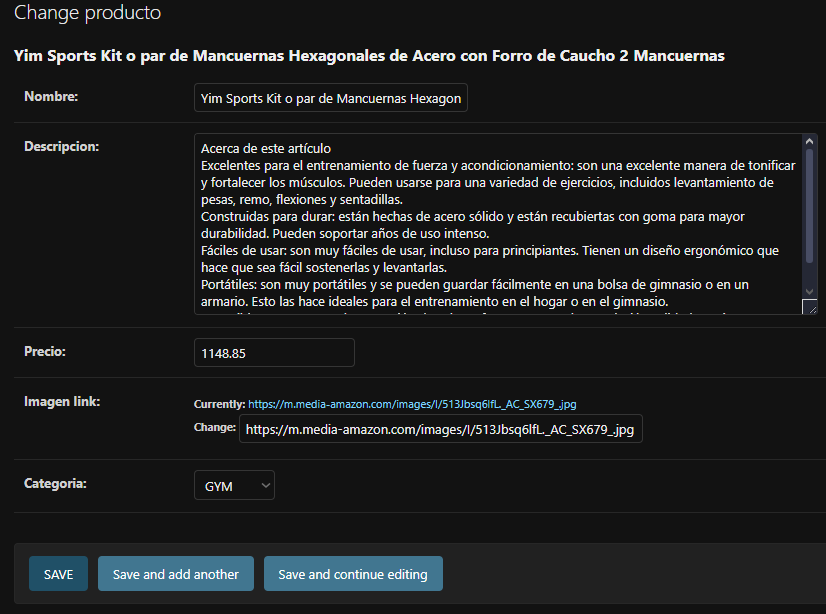 Change producto
Yim Sports Kit o par de Mancuernas Hexagonales de Acero con Forro de Caucho 2 Mancuernas
Nombre:
Yim Sports Kit o par de Mancuernas Hexagon
Descripcion:
Acerca de este artículo
Excelentes para el entrenamiento de fuerza y acondicionamiento: son una excelente manera de tonificar
y fortalecer los músculos. Pueden usarse para una variedad de ejercicios, incluidos levantamiento de
pesas, remo, flexiones y sentadillas.
Construidas para durar: están hechas de acero sólido y están recubiertas con goma para mayor
durabilidad. Pueden soportar años de uso intenso.
Fáciles de usar: son muy fáciles de usar, incluso para principiantes. Tienen un diseño ergonómico que
hace que sea fácil sostenerlas y levantarlas.
Portátiles: son muy portátiles y se pueden guardar fácilmente en una bolsa de gimnasio o en un
armario. Esto las hace ideales para el entrenamiento en el hogar o en el gimnasio.
Precio:
1148.85
Imagen link:
Currently: https://m.media-amazon.com/images/I/513Jbsq6lfL._AC_SX679_.jpg
Change: https://m.media-amazon.com/images/I/513Jbsq6lfL._AC_SX679_.jpg
Categoria:
GYM
SAVE
Save and add another
Save and continue editing